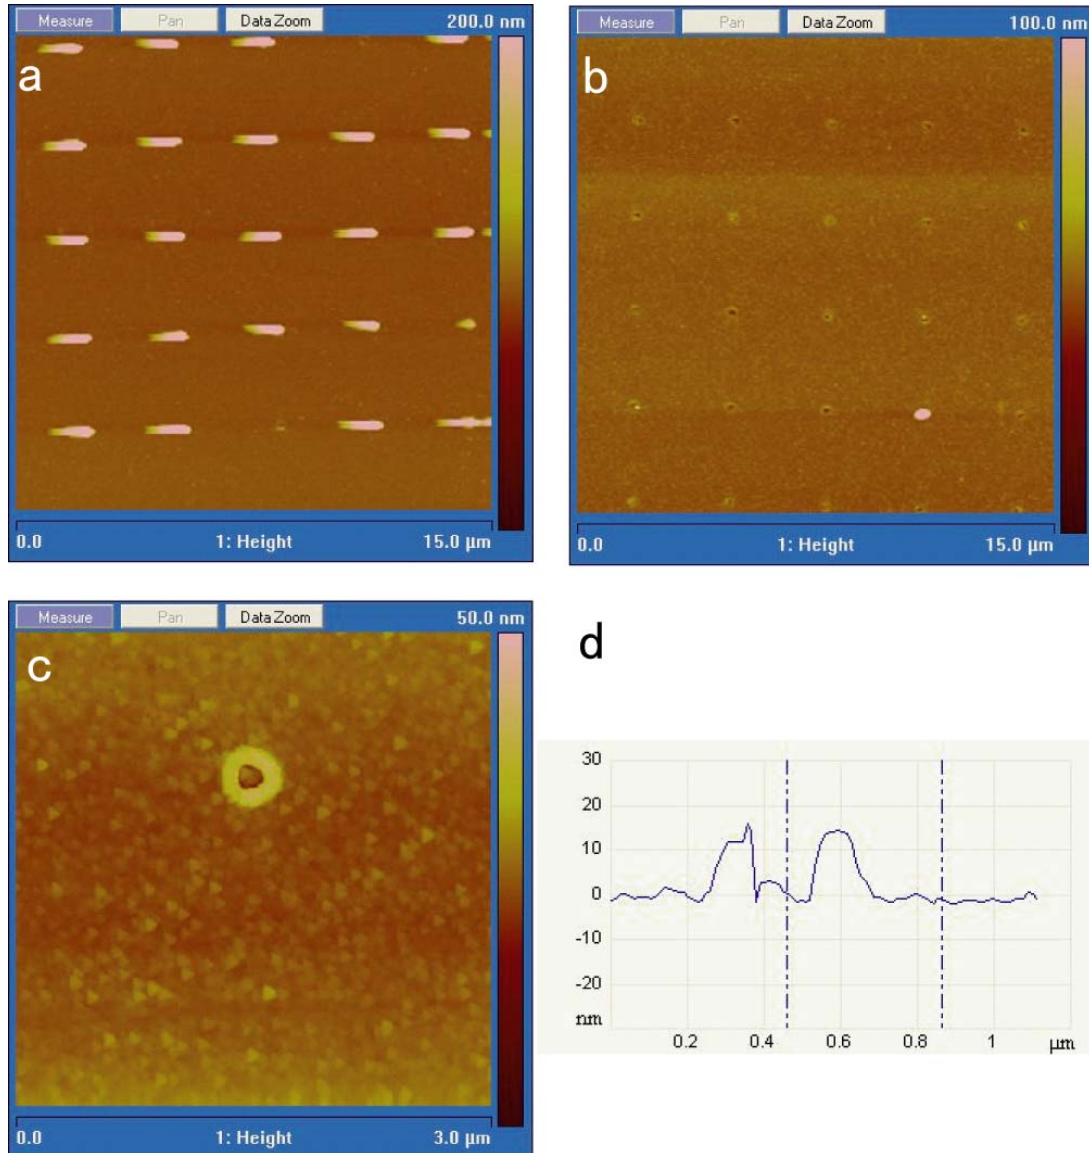 Measure Pan Data Zoom 200.0 nm
a
0.0 1: Height 15.0 µm
Measure Pan Data Zoom 100.0 nm
b
0.0 1: Height 15.0 µm
Measure Pan Data Zoom 50.0 nm
c
0.0 1: Height 3.0 µm
d
30
20
10
0
-10
-20
nm
0.2 0.4 0.6 0.8 1 µm